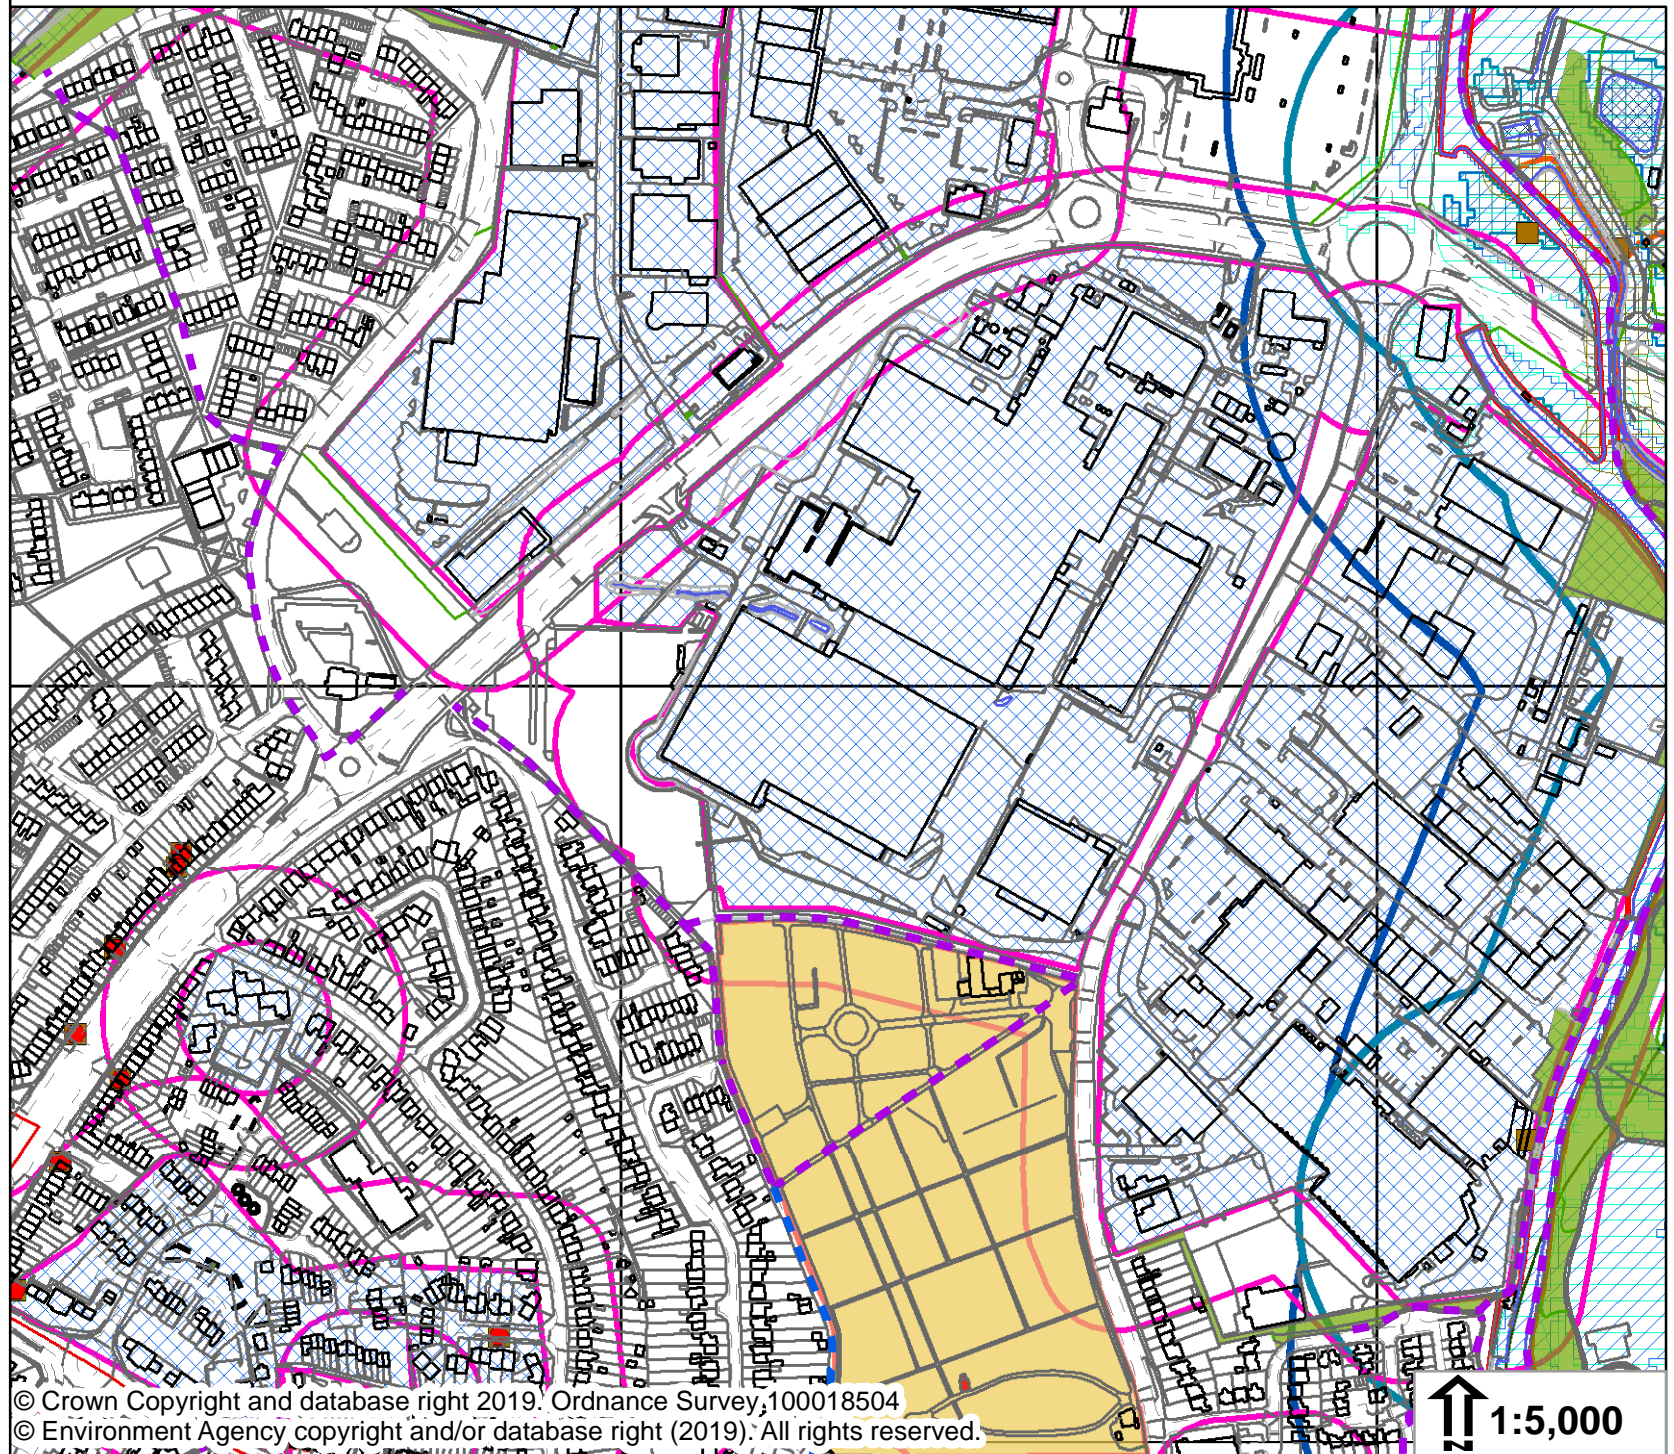 © Crown Copyright and database right 2019. Ordnance Survey 100018504
© Environment Agency copyright and/or database right (2019). All rights reserved.
1:5,000
N